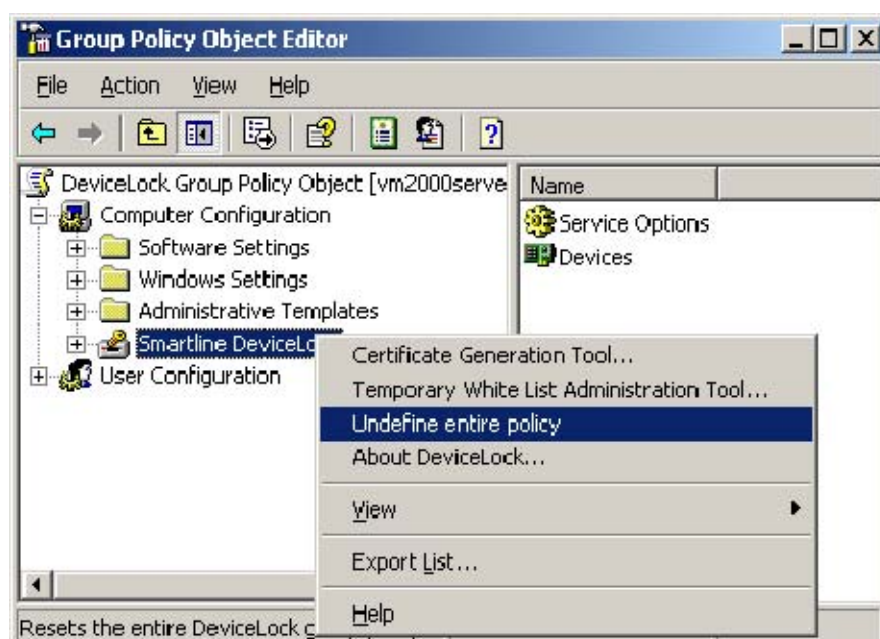 Group Policy Object Editor
File Action View Help
DeviceLock Group Policy Object [vm2000serve
Computer Configuration
Software Settings
Windows Settings
Administrative Templates
Smartline DeviceLo
User Configuration
Name
Service Options
Devices
Certificate Generation Tool...
Temporary White List Administration Tool...
Undefine entire policy
About DeviceLock...
View
Export List...
Help
Resets the entire DeviceLock